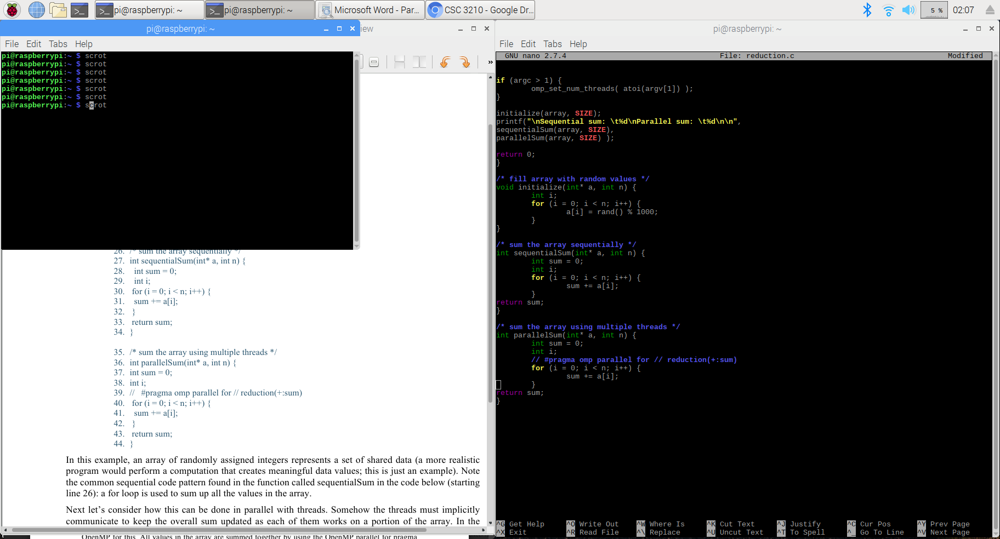 pi@raspberrypi: ~
pi@raspberrypi: ~
Microsoft Word - Par...
CSC 3210 - Google Dr...
5 %
02:07
pi@raspberrypi: ~
iew
File Edit Tabs Help
pi@raspberrypi:~ $ scrot
pi@raspberrypi:~ $ scrot
pi@raspberrypi:~ $ scrot
pi@raspberrypi:~ $ scrot
pi@raspberrypi:~ $ scrot
pi@raspberrypi:~ $ scrot
pi@raspberrypi:~ $ scrot
»
26. /* sum the array sequentially */
27. int sequentialSum(int* a, int n) {
28. int sum = 0;
29. int i;
30. for (i = 0; i < n; i++) {
31. sum += a[i];
32. }
33. return sum;
34. }
35. /* sum the array using multiple threads */
36. int parallelSum(int* a, int n) {
37. int sum = 0;
38. int i;
39. // #pragma omp parallel for // reduction(+:sum)
40. for (i = 0; i < n; i++) {
41. sum += a[i];
42. }
43. return sum;
44. }
In this example, an array of randomly assigned integers represents a set of shared data (a more realistic
program would perform a computation that creates meaningful data values; this is just an example). Note
the common sequential code pattern found in the function called sequentialSum in the code below (starting
line 26): a for loop is used to sum up all the values in the array.
Next let's consider how this can be done in parallel with threads. Somehow the threads must implicitly
communicate to keep the overall sum updated as each of them works on a portion of the array. In the
OpenMP for this. All values in the array are summed together by using the OpenMP parallel for pragma
pi@raspberrypi: ~
File Edit Tabs Help
GNU nano 2.7.4 File: reduction.c Modified
if (argc > 1) {
omp_set_num_threads( atoi(argv[1]) );
}
initialize(array, SIZE);
printf("\nSequential sum: \t%d\nParallel sum: \t%d\n\n",
sequentialSum(array, SIZE),
parallelSum(array, SIZE) );
return 0;
}
/* fill array with random values */
void initialize(int* a, int n) {
int i;
for (i = 0; i < n; i++) {
a[i] = rand() % 1000;
}
}
/* sum the array sequentially */
int sequentialSum(int* a, int n) {
int sum = 0;
int i;
for (i = 0; i < n; i++) {
sum += a[i];
}
return sum;
}
/* sum the array using multiple threads */
int parallelSum(int* a, int n) {
int sum = 0;
int i;
// #pragma omp parallel for // reduction(+:sum)
for (i = 0; i < n; i++) {
sum += a[i];
}
return sum;
}
^G Get Help ^O Write Out ^W Where Is ^K Cut Text ^J Justify ^C Cur Pos ^Y Prev Page
^X Exit ^R Read File ^\ Replace ^U Uncut Text ^T To Spell ^_ Go To Line ^V Next Page